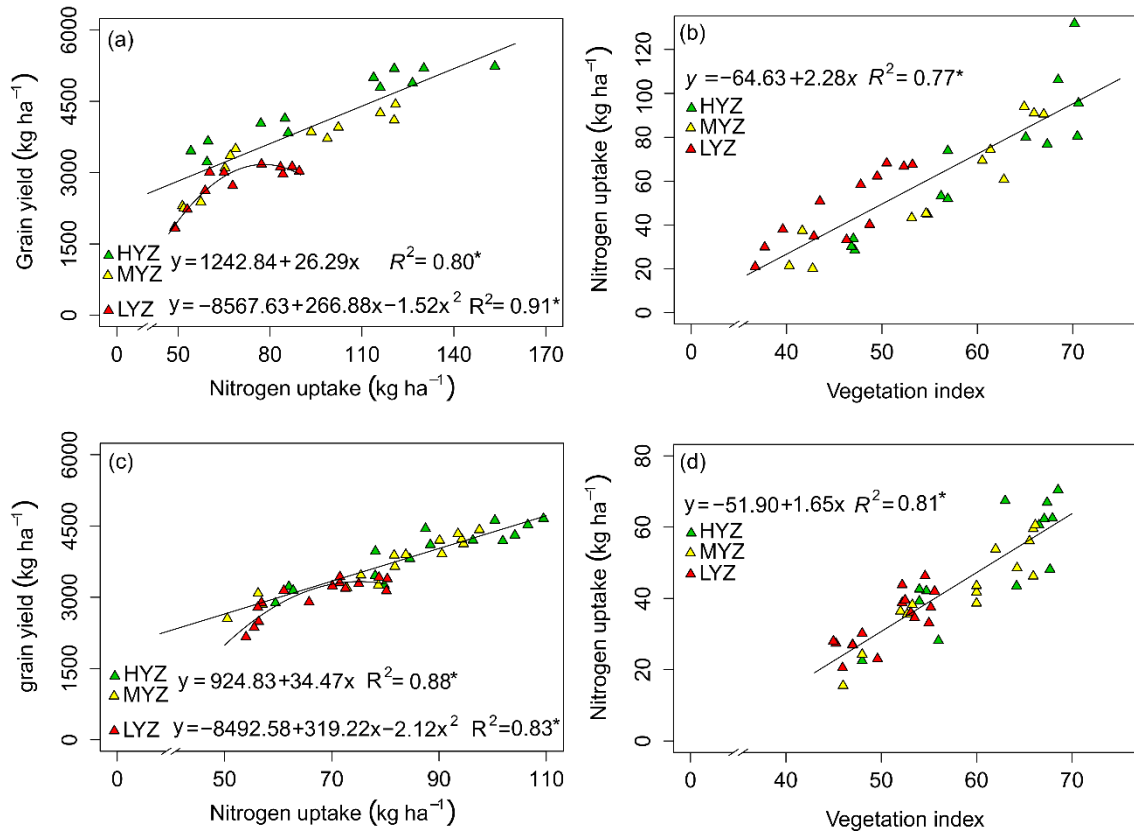 (a)
Grain yield (kg ha⁻¹)
6000
4500
3000
1500
0
HYZ y=1242.84+26.29x R²=0.80*
MYZ
LYZ y=−8567.63+266.88x−1.52x² R²=0.91*
0 50 80 110 140 170
Nitrogen uptake (kg ha⁻¹)
(b)
Nitrogen uptake (kg ha⁻¹)
y=−64.63+2.28x R²=0.77*
HYZ
MYZ
LYZ
120
100
80
60
40
20
0
0 40 50 60 70
Vegetation index
(c)
grain yield (kg ha⁻¹)
6000
4500
3000
1500
0
HYZ y=924.83+34.47x R²=0.88*
MYZ
LYZ y=−8492.58+319.22x−2.12x² R²=0.83*
0 50 70 90 110
Nitrogen uptake (kg ha⁻¹)
(d)
Nitrogen uptake (kg ha⁻¹)
y=−51.90+1.65x R²=0.81*
HYZ
MYZ
LYZ
80
60
40
20
0
0 40 50 60 70
Vegetation index